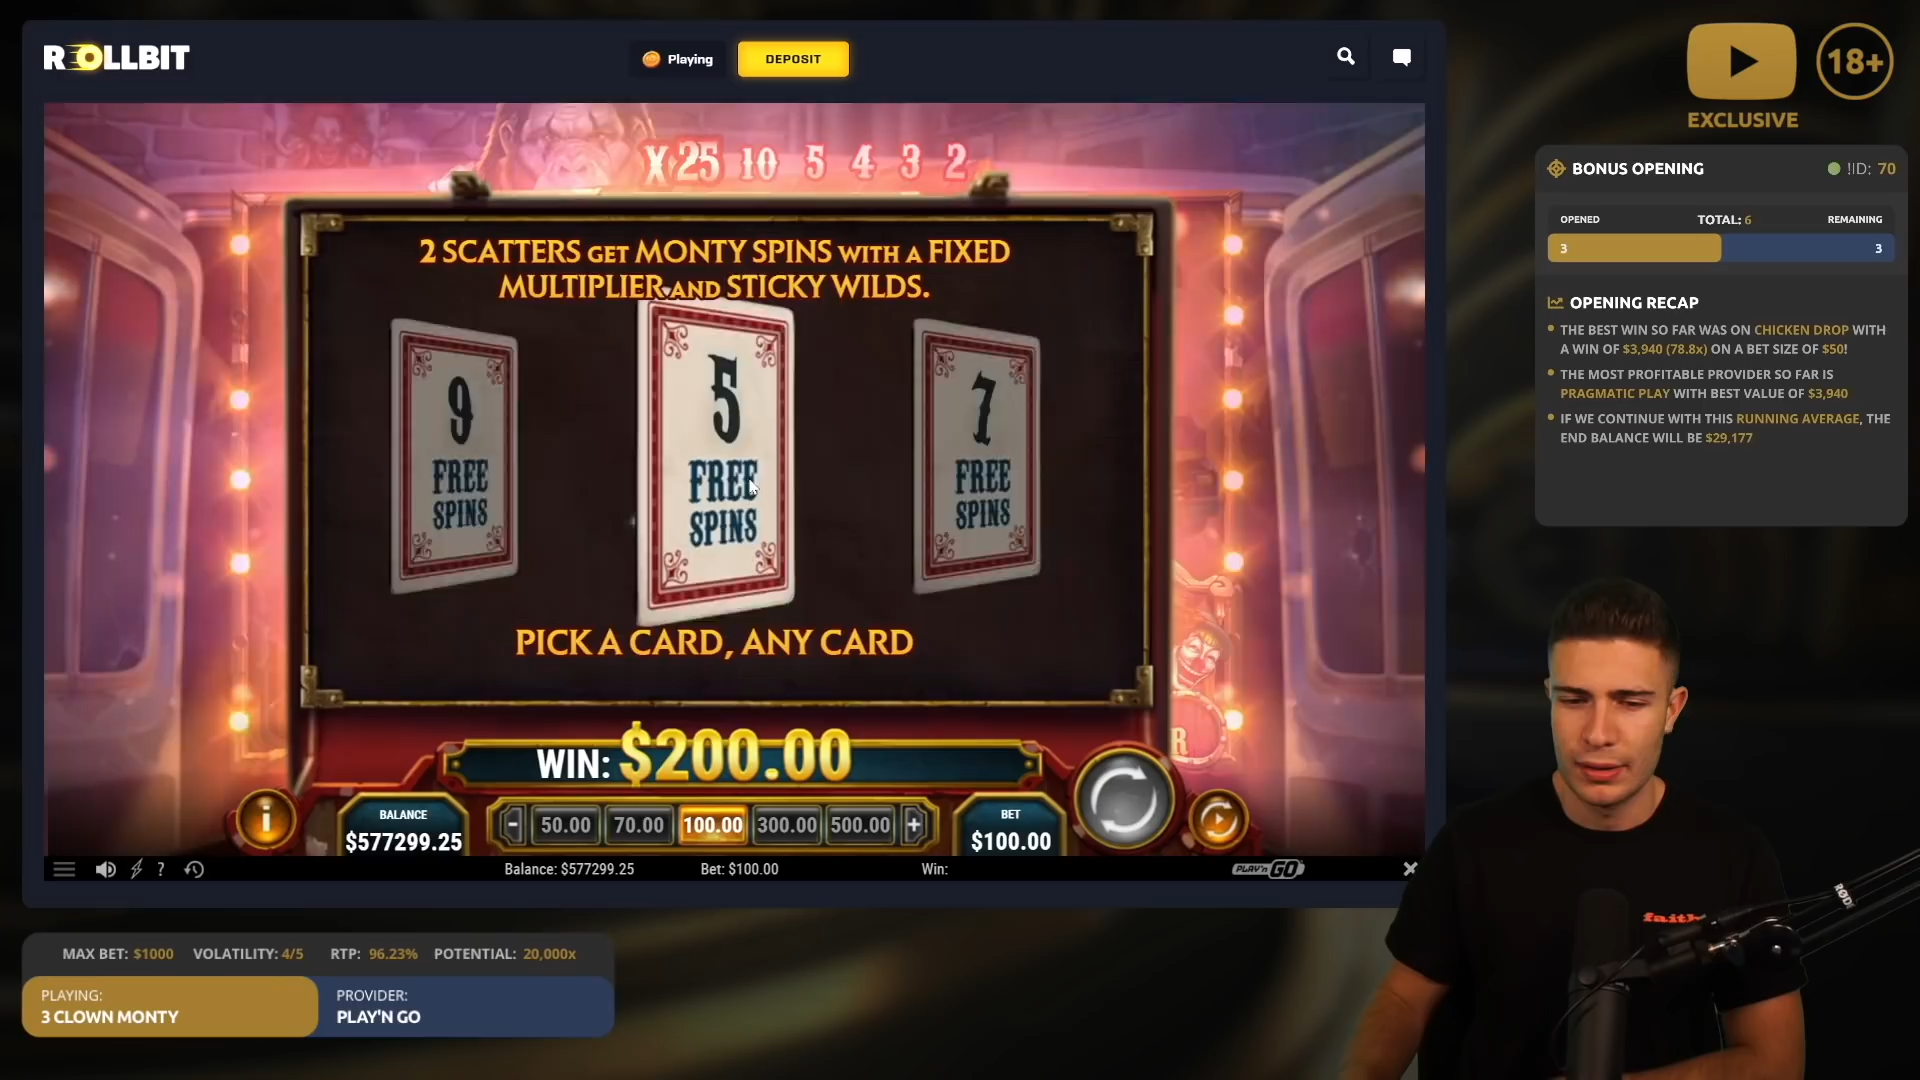 ROLLBIT
Playing
DEPOSIT
18+
EXCLUSIVE
X25 10 5 4 3 2
2 SCATTERS GET MONTY SPINS WITH A FIXED
MULTIPLIER AND STICKY WILDS.
9
FREE
SPINS
5
FREE
SPINS
7
FREE
SPINS
PICK A CARD, ANY CARD
WIN: $200.00
BALANCE
$577299.25
- 50.00 70.00 100.00 300.00 500.00 +
BET
$100.00
Balance: $577299.25
Bet: $100.00
Win:
PLAY'N GO
BONUS OPENING
!ID: 70
OPENED
TOTAL: 6
REMAINING
3
3
OPENING RECAP
THE BEST WIN SO FAR WAS ON CHICKEN DROP WITH
A WIN OF $3,940 (78.8x) ON A BET SIZE OF $50!
THE MOST PROFITABLE PROVIDER SO FAR IS
PRAGMATIC PLAY WITH BEST VALUE OF $3,940
IF WE CONTINUE WITH THIS RUNNING AVERAGE, THE
END BALANCE WILL BE $29,177
MAX BET: $1000 VOLATILITY: 4/5 RTP: 96.23% POTENTIAL: 20,000x
PLAYING:
3 CLOWN MONTY
PROVIDER:
PLAY'N GO
RØDE